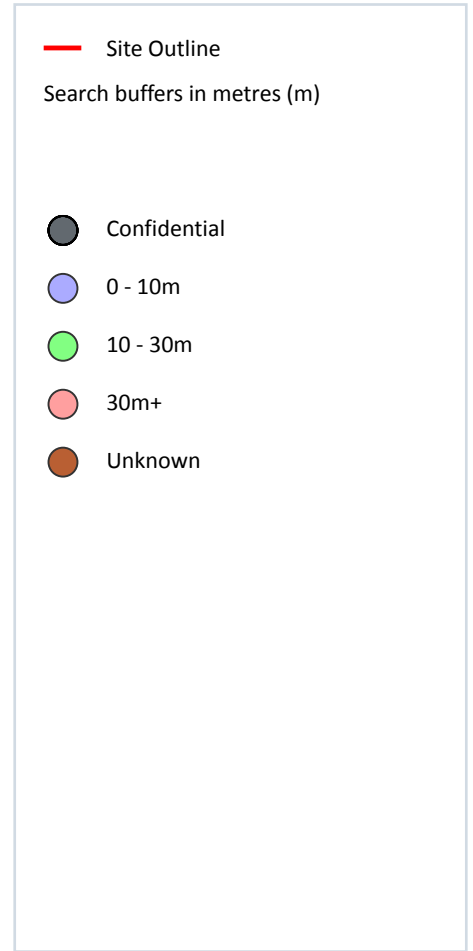 Site Outline
Search buffers in metres (m)
Confidential
0 - 10m
10 - 30m
30m+
Unknown